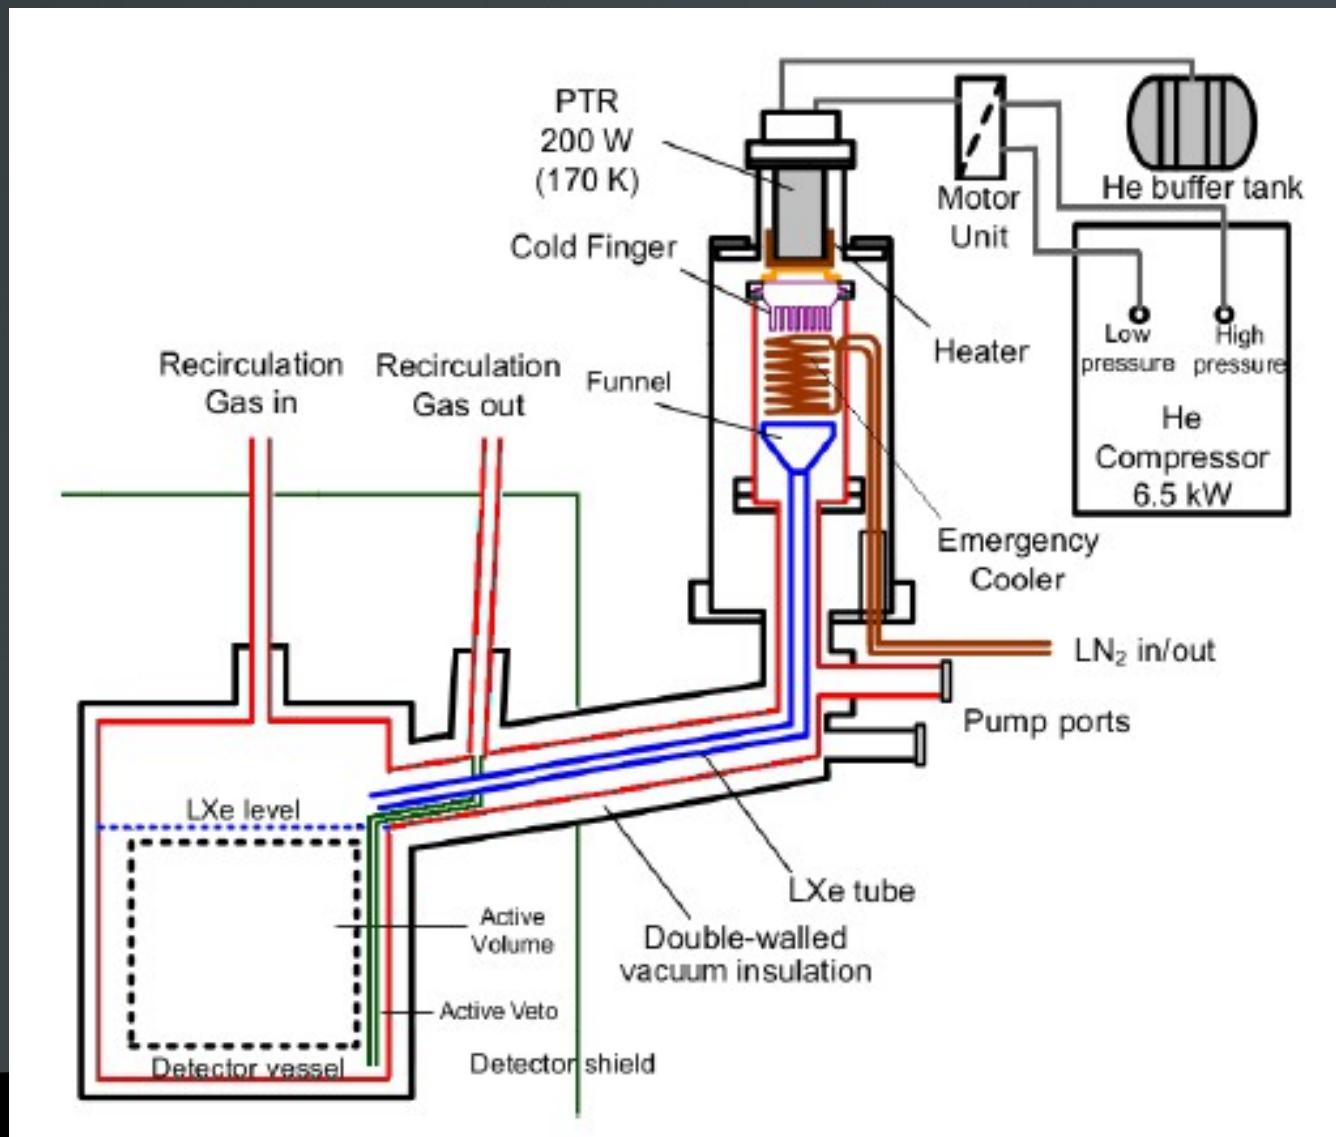 PTR
200 W
(170 K)
Cold Finger
Motor
Unit
He buffer tank
Heater
Low
pressure
High
pressure
He
Compressor
6.5 kW
Recirculation
Gas in
Recirculation
Gas out
Funnel
Emergency
Cooler
LN₂ in/out
Pump ports
LXe level
LXe tube
Double-walled
vacuum insulation
Active
Volume
Active Veto
Detector vessel
Detector shield